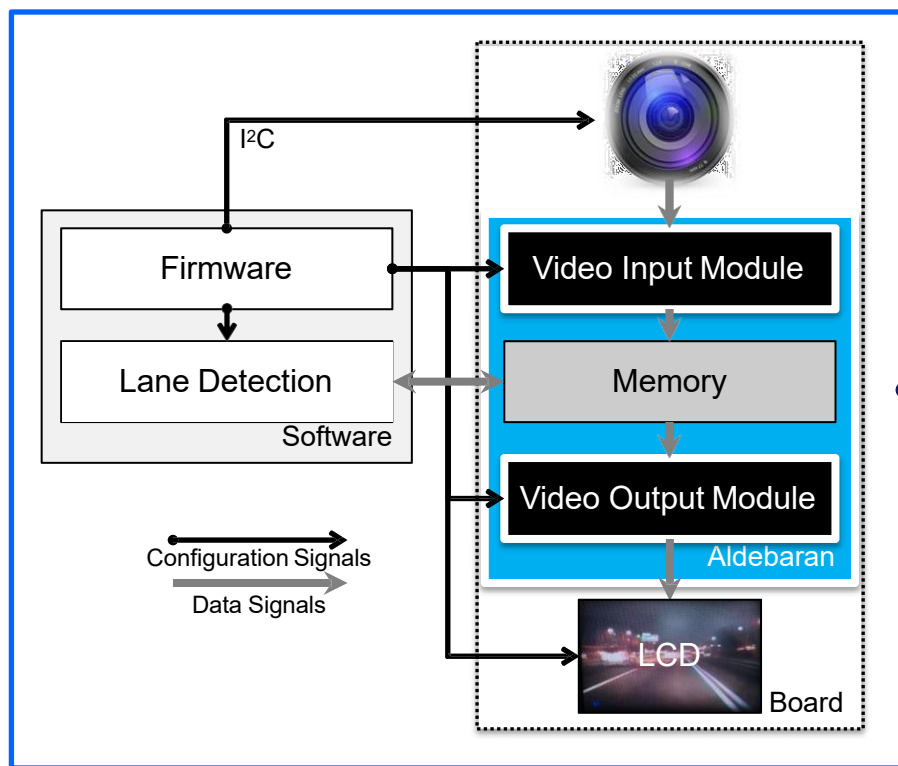 I²C
Firmware
Video Input Module
Lane Detection
Memory
Software
Video Output Module
Aldebaran
Configuration Signals
Data Signals
LCD
Board